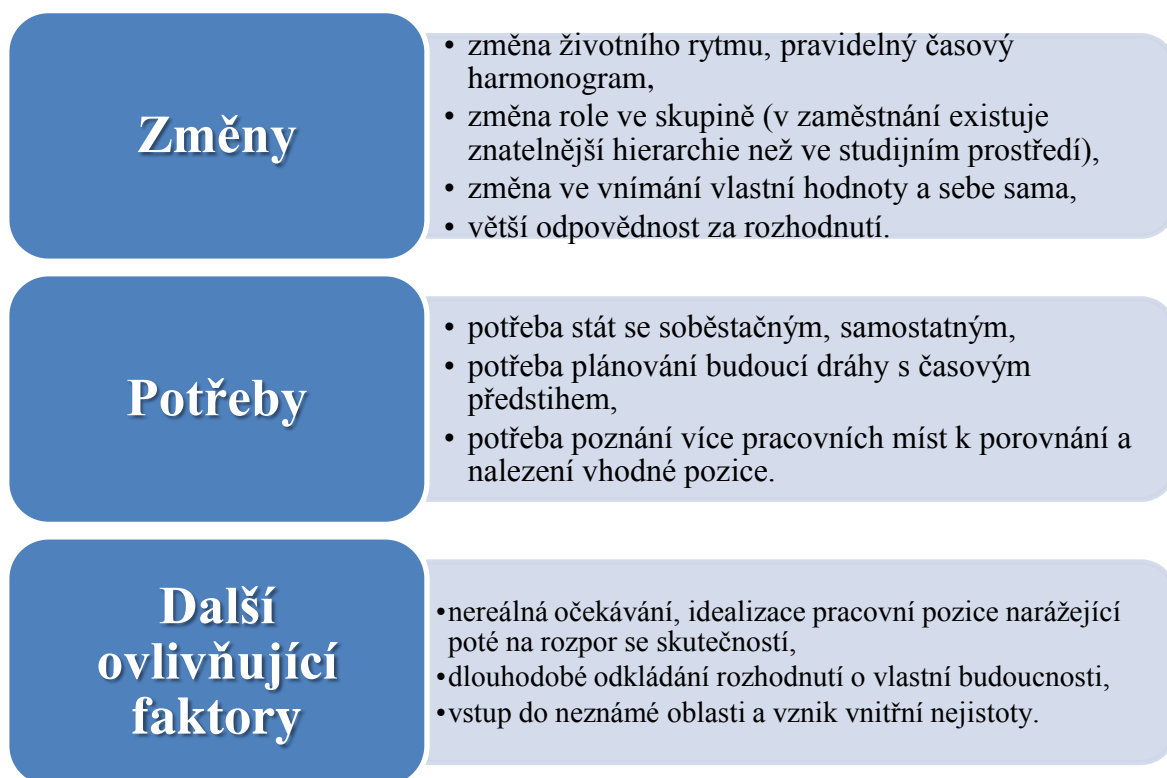 Změny
• změna životního rytmu, pravidelný časový
harmonogram,
• změna role ve skupině (v zaměstnání existuje
znatelnější hierarchie než ve studijním prostředí),
• změna ve vnímání vlastní hodnoty a sebe sama,
• větší odpovědnost za rozhodnutí.
Potřeby
• potřeba stát se soběstačným, samostatným,
• potřeba plánování budoucí dráhy s časovým
předstihem,
• potřeba poznání více pracovních míst k porovnání a
nalezení vhodné pozice.
Další
ovlivňující
faktory
•nereálná očekávání, idealizace pracovní pozice narážející
poté na rozpor se skutečností,
•dlouhodobé odkládání rozhodnutí o vlastní budoucnosti,
•vstup do neznámé oblasti a vznik vnitřní nejistoty.